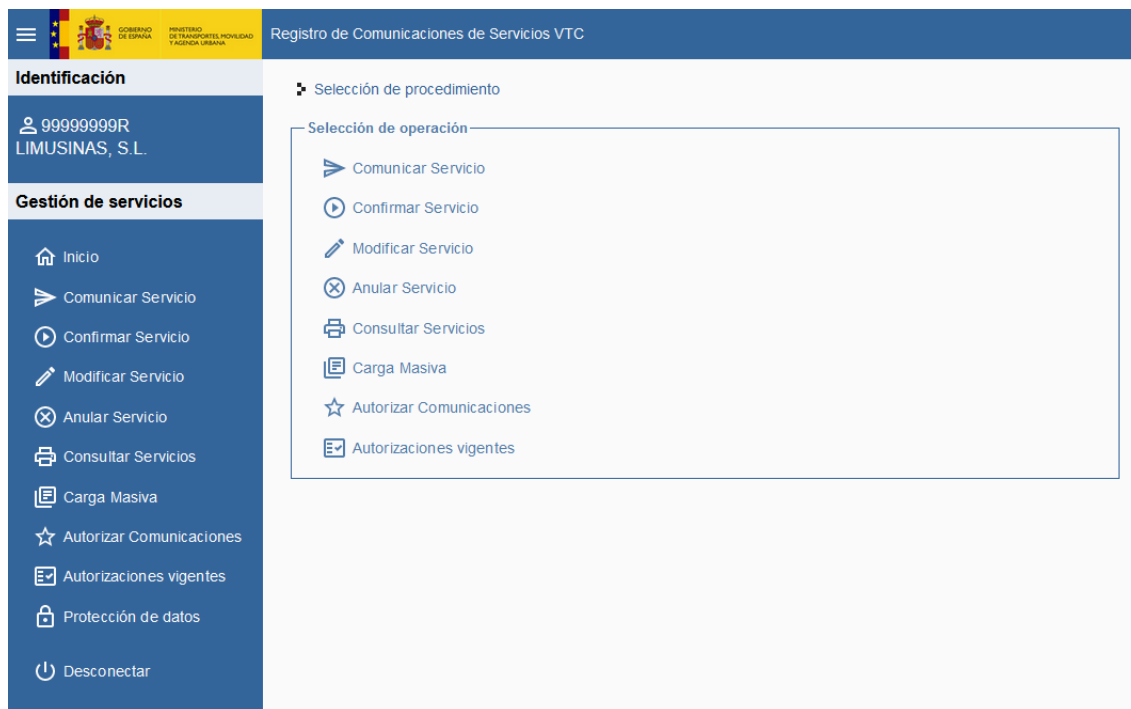 GOBIERNO
DE ESPAÑA
MINISTERIO
DE TRANSPORTES, MOVILIDAD
Y AGENDA URBANA
Registro de Comunicaciones de Servicios VTC
Identificación
99999999R
LIMUSINAS, S.L.
Gestión de servicios
Inicio
Comunicar Servicio
Confirmar Servicio
Modificar Servicio
Anular Servicio
Consultar Servicios
Carga Masiva
Autorizar Comunicaciones
Autorizaciones vigentes
Protección de datos
Desconectar
Selección de procedimiento
Selección de operación
Comunicar Servicio
Confirmar Servicio
Modificar Servicio
Anular Servicio
Consultar Servicios
Carga Masiva
Autorizar Comunicaciones
Autorizaciones vigentes